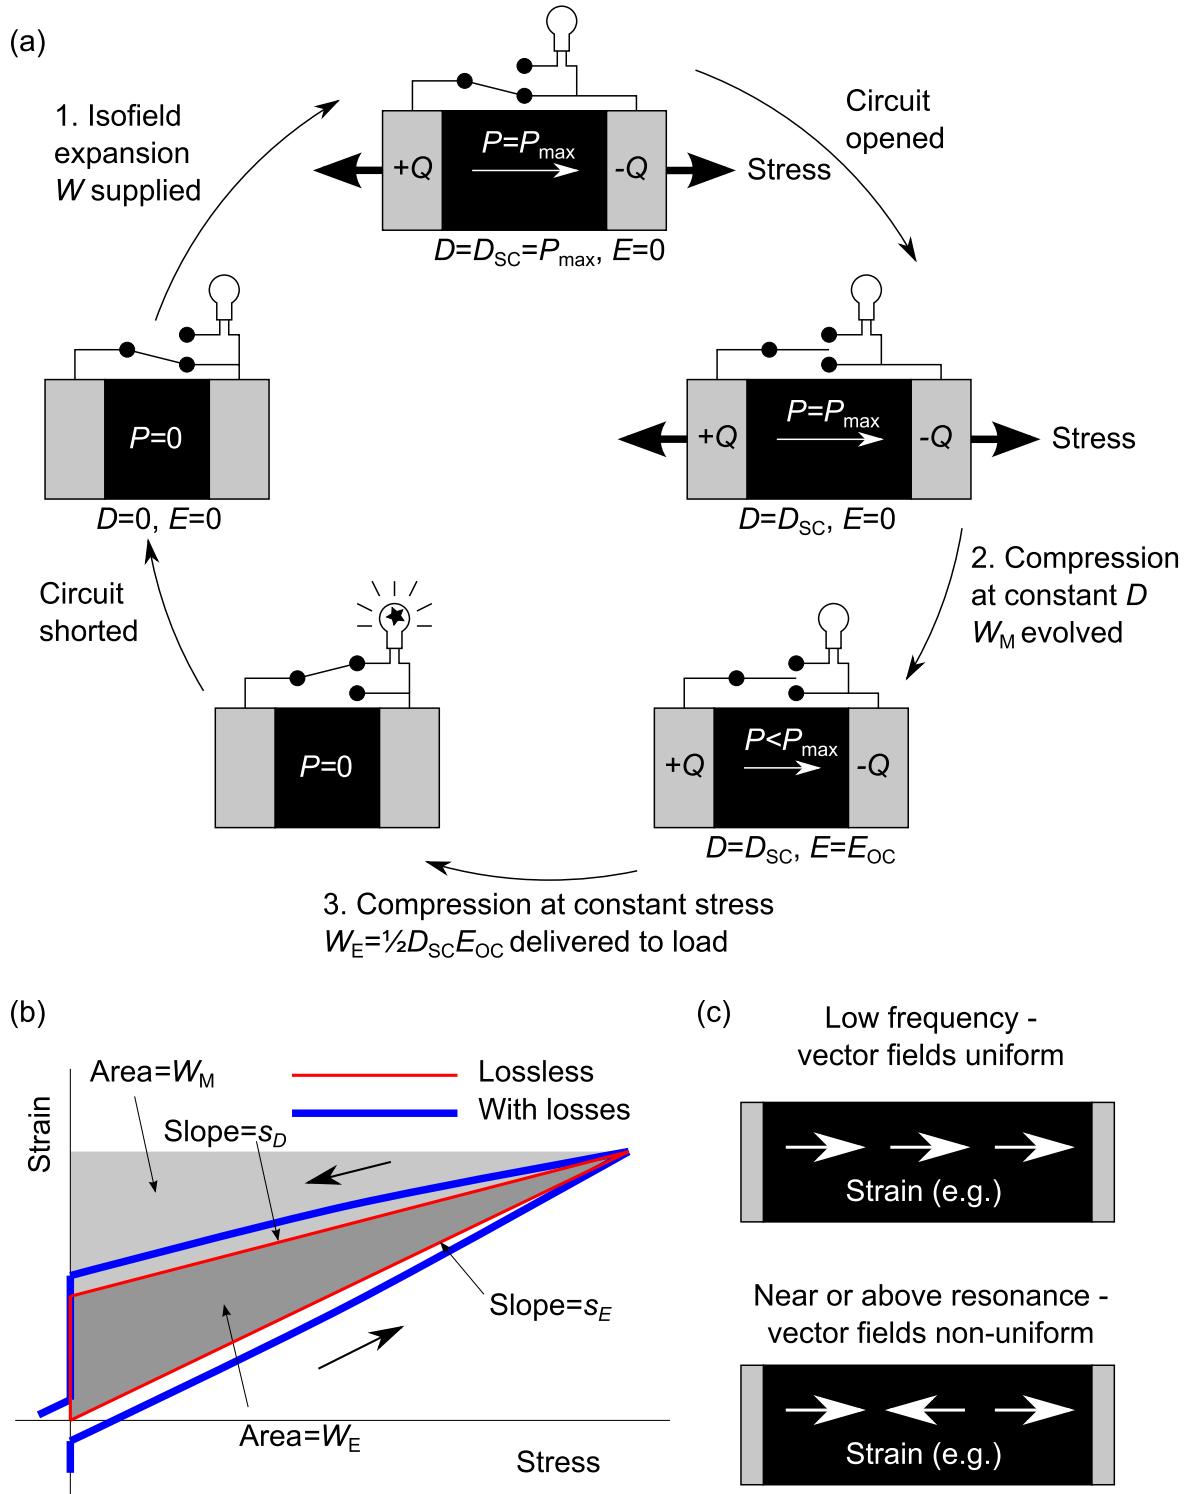 (a)
1. Isofield
expansion
W supplied
+Q
P=Pmax
-Q
Stress
D=DSC=Pmax, E=0
Circuit
opened
P=0
D=0, E=0
+Q
P=Pmax
-Q
Stress
D=DSC, E=0
2. Compression
at constant D
WM evolved
Circuit
shorted
P=0
+Q
P<Pmax
-Q
D=DSC, E=EOC
3. Compression at constant stress
WE=½DSCEOC delivered to load
(b)
Area=WM
Lossless
With losses
Slope=sD
Strain
Slope=sE
Area=WE
Stress
(c)
Low frequency -
vector fields uniform
Strain (e.g.)
Near or above resonance -
vector fields non-uniform
Strain (e.g.)